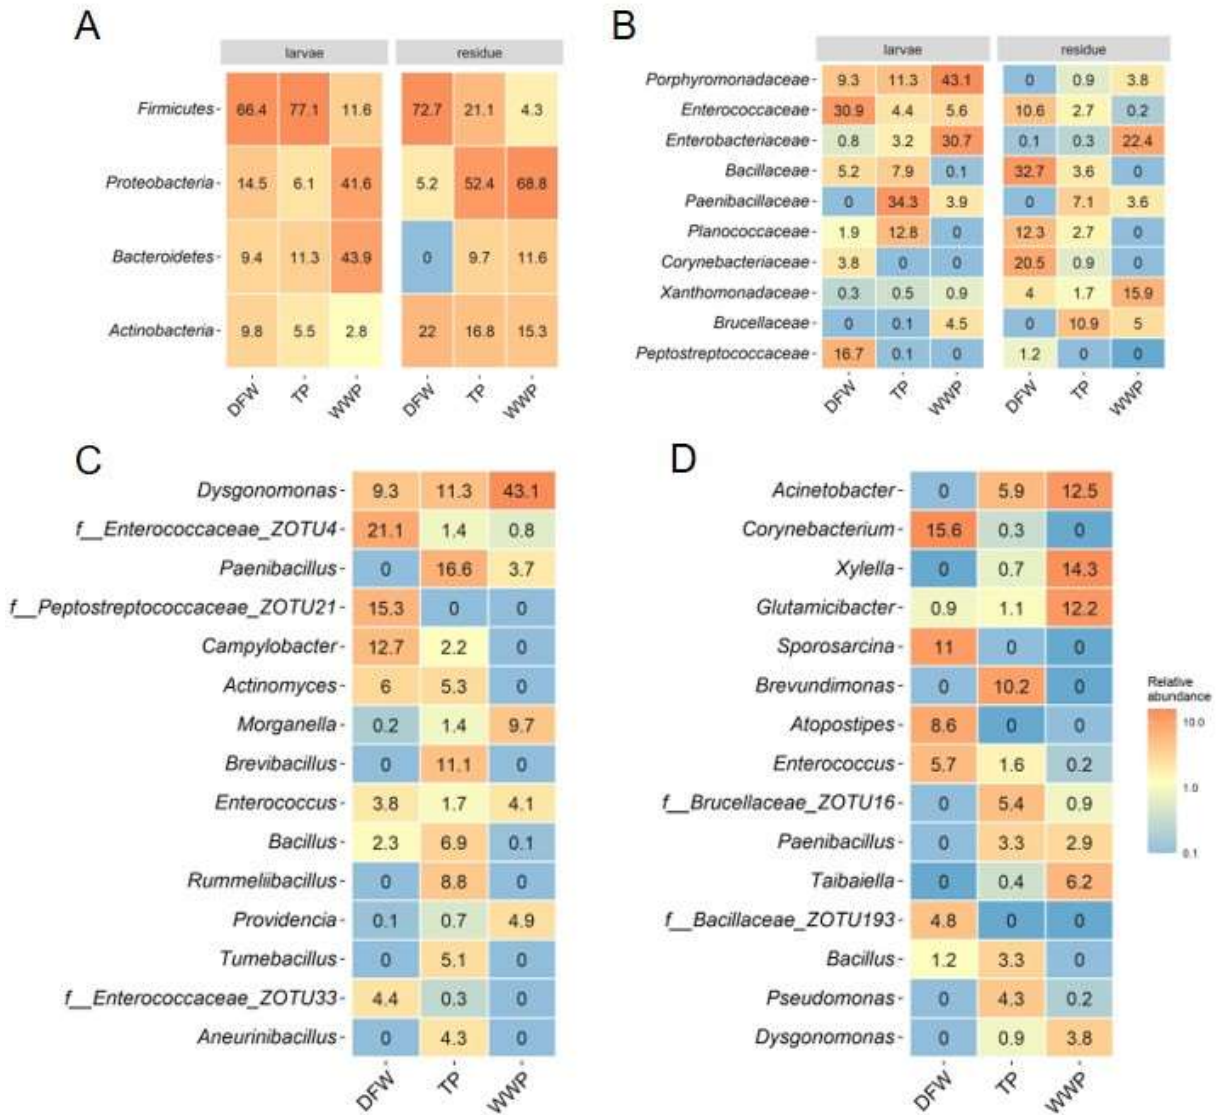 A
larvae residue
Firmicutes 66.4 77.1 11.6 72.7 21.1 4.3
Proteobacteria 14.5 6.1 41.6 5.2 52.4 68.8
Bacteroidetes 9.4 11.3 43.9 0 9.7 11.6
Actinobacteria 9.8 5.5 2.8 22 16.8 15.3
DFW TP WWP DFW TP WWP
B
larvae residue
Porphyromonadaceae 9.3 11.3 43.1 0 0.9 3.8
Enterococcaceae 30.9 4.4 5.6 10.6 2.7 0.2
Enterobacteriaceae 0.8 3.2 30.7 0.1 0.3 22.4
Bacillaceae 5.2 7.9 0.1 32.7 3.6 0
Paenibacillaceae 0 34.3 3.9 0 7.1 3.6
Planococcaceae 1.9 12.8 0 12.3 2.7 0
Corynebacteriaceae 3.8 0 0 20.5 0.9 0
Xanthomonadaceae 0.3 0.5 0.9 4 1.7 15.9
Brucellaceae 0 0.1 4.5 0 10.9 5
Peptostreptococcaceae 16.7 0.1 0 1.2 0 0
DFW TP WWP DFW TP WWP
C
Dysgonomonas 9.3 11.3 43.1
f__Enterococcaceae_ZOTU4 21.1 1.4 0.8
Paenibacillus 0 16.6 3.7
f__Peptostreptococcaceae_ZOTU21 15.3 0 0
Campylobacter 12.7 2.2 0
Actinomyces 6 5.3 0
Morganella 0.2 1.4 9.7
Brevibacillus 0 11.1 0
Enterococcus 3.8 1.7 4.1
Bacillus 2.3 6.9 0.1
Rummeliibacillus 0 8.8 0
Providencia 0.1 0.7 4.9
Tumebacillus 0 5.1 0
f__Enterococcaceae_ZOTU33 4.4 0.3 0
Aneurinibacillus 0 4.3 0
DFW TP WWP
D
Acinetobacter 0 5.9 12.5
Corynebacterium 15.6 0.3 0
Xylella 0 0.7 14.3
Glutamicibacter 0.9 1.1 12.2
Sporosarcina 11 0 0
Brevundimonas 0 10.2 0
Atopostipes 8.6 0 0
Enterococcus 5.7 1.6 0.2
f__Brucellaceae_ZOTU16 0 5.4 0.9
Paenibacillus 0 3.3 2.9
Taibaiella 0 0.4 6.2
f__Bacillaceae_ZOTU193 4.8 0 0
Bacillus 1.2 3.3 0
Pseudomonas 0 4.3 0.2
Dysgonomonas 0 0.9 3.8
DFW TP WWP
Relative
abundance
10.0
1.0
0.1